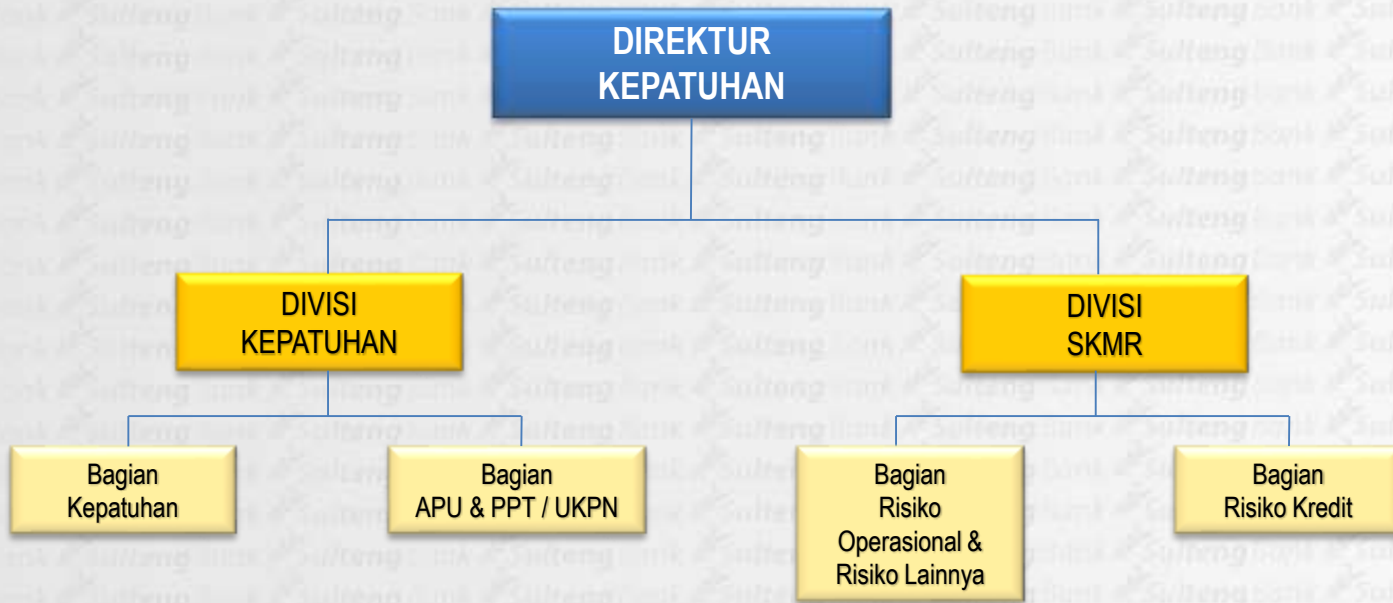 DIREKTUR
KEPATUHAN
DIVISI
KEPATUHAN
DIVISI
SKMR
Bagian
Kepatuhan
Bagian
APU & PPT / UKPN
Bagian
Risiko
Operasional &
Risiko Lainnya
Bagian
Risiko Kredit